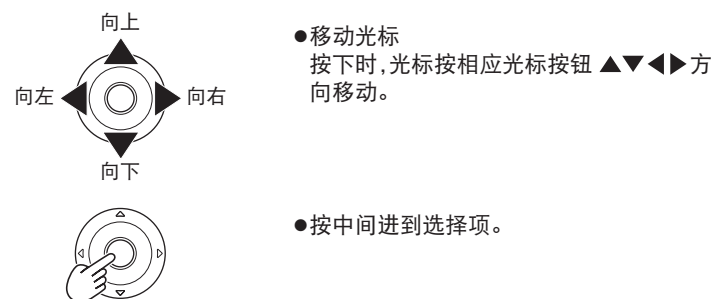 向上
向左
向右
向下
●移动光标
按下时,光标按相应光标按钮 ▲▼◀▶方
向移动。
●按中间进到选择项。